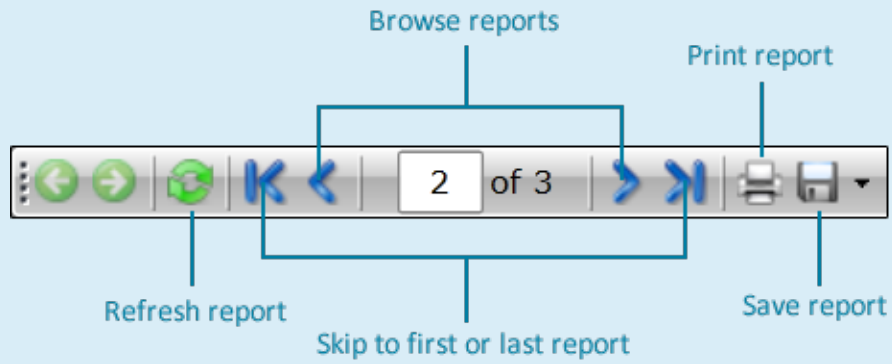 Browse reports
Print report
2 of 3
Refresh report
Save report
Skip to first or last report